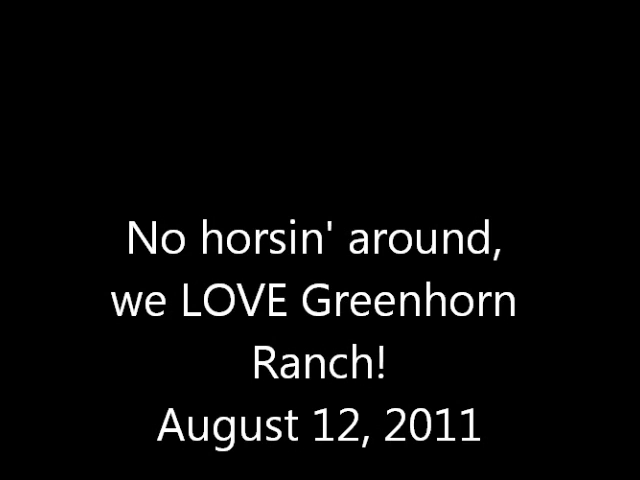 No horsin' around,
we LOVE Greenhorn
Ranch!
August 12, 2011